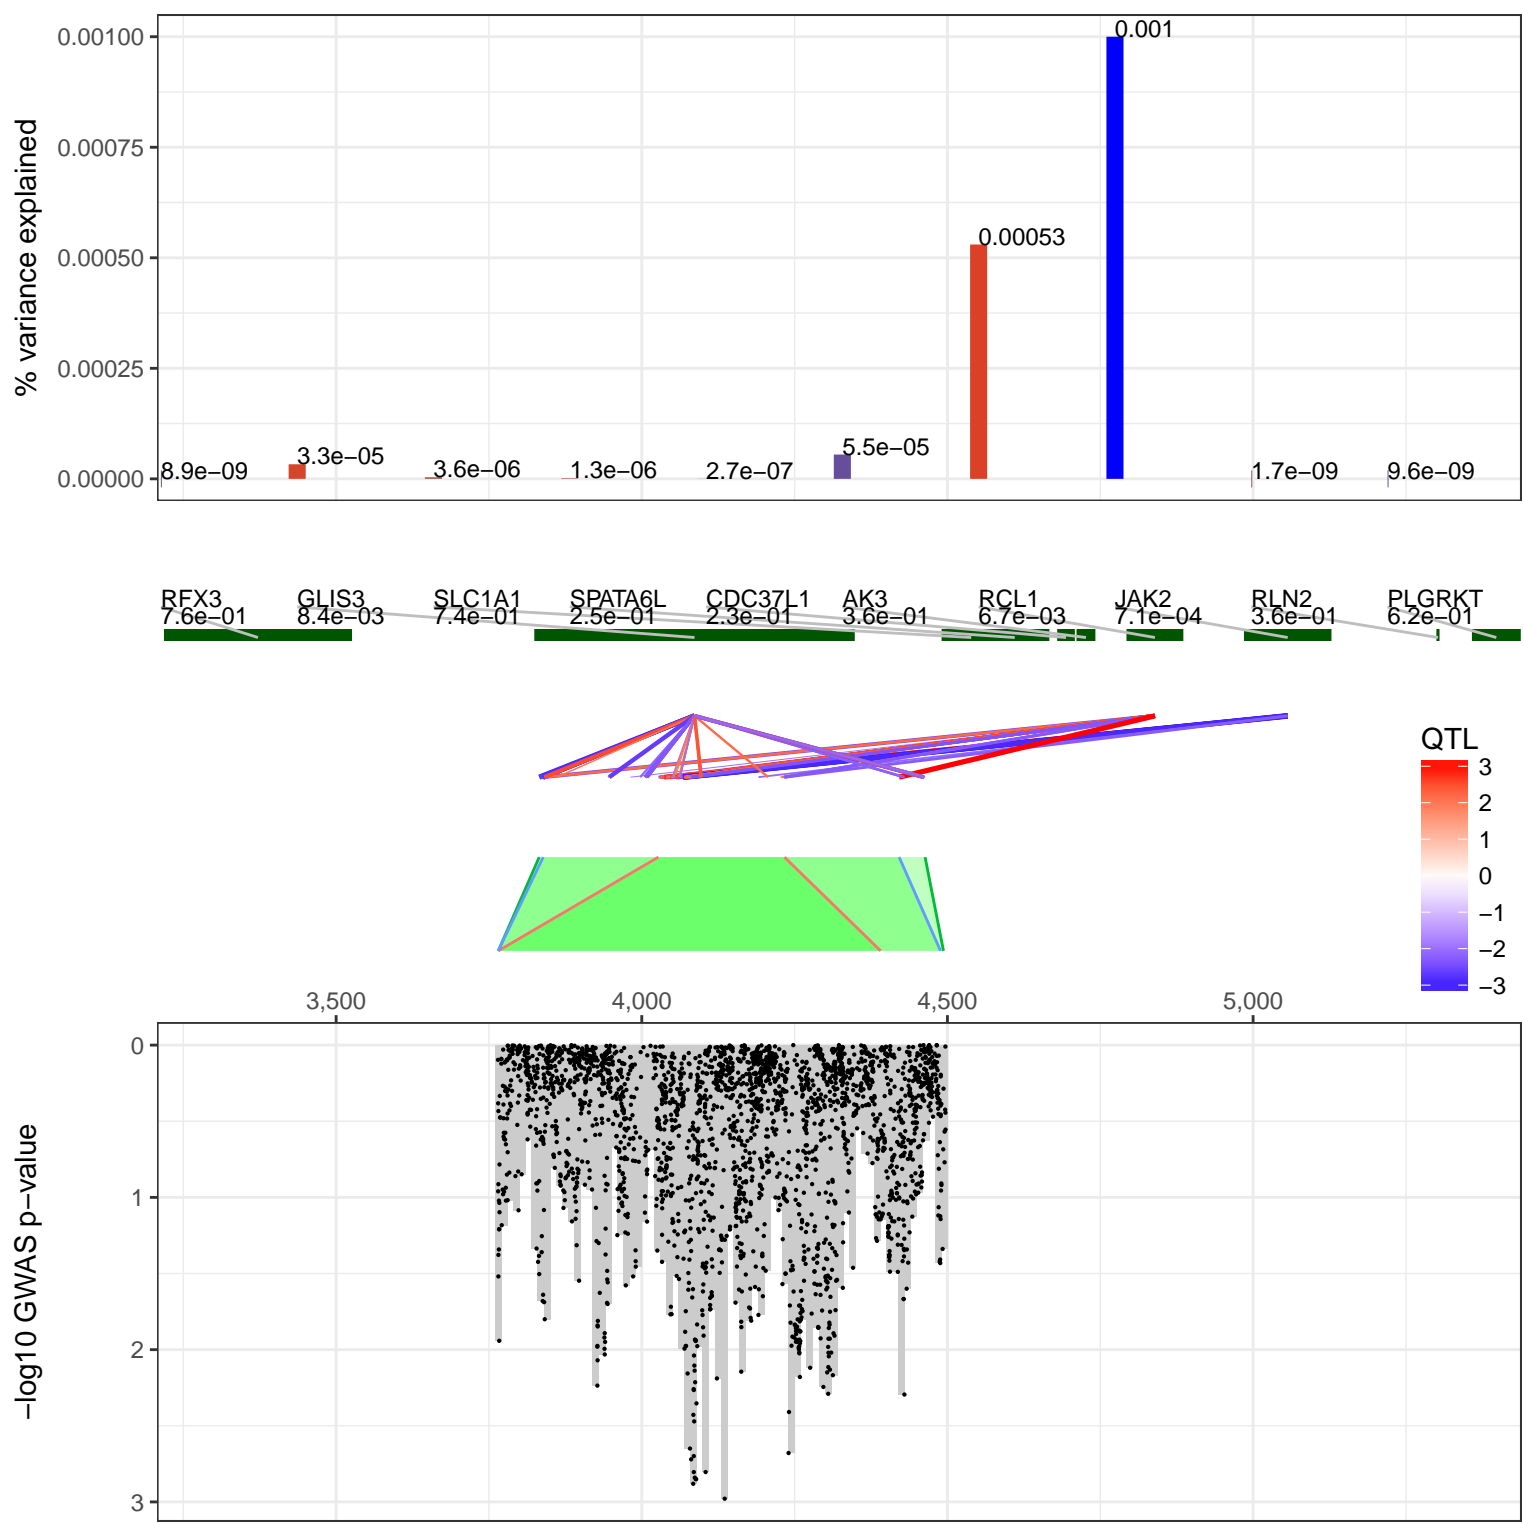 % variance explained
0.00100
0.00075
0.00050
0.00025
0.00000
0.001
0.00053
8.9e−09 3.3e−05 3.6e−06 1.3e−06 2.7e−07 5.5e−05 1.7e−09 9.6e−09
RFX3 GLIS3 SLC1A1 SPATA6L CDC37L1 AK3 RCL1 JAK2 RLN2 PLGRKT
7.6e−01 8.4e−03 7.4e−01 2.5e−01 2.3e−01 3.6e−01 6.7e−03 7.1e−04 3.6e−01 6.2e−01
QTL
3
2
1
0
−1
−2
−3
3,500 4,000 4,500 5,000
−log10 GWAS p−value
0
1
2
3